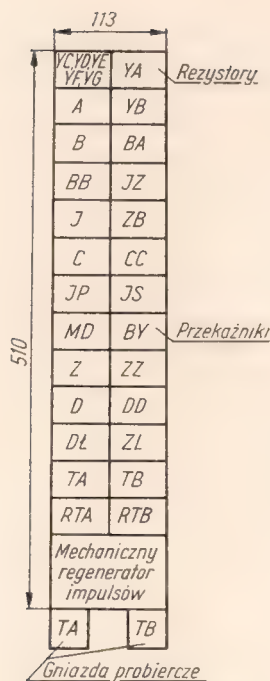 113
YC,YD,YE YA Rezystory
YF,YG
A YB
B BA
BB JZ
J ZB
C CC
JP JS
MD BY Przekaźniki
510
Z ZZ
D DD
DŁ ZL
TA TB
RTA RTB
Mechaniczny
regenerator
impulsów
TA TB
Gniazda probiercze